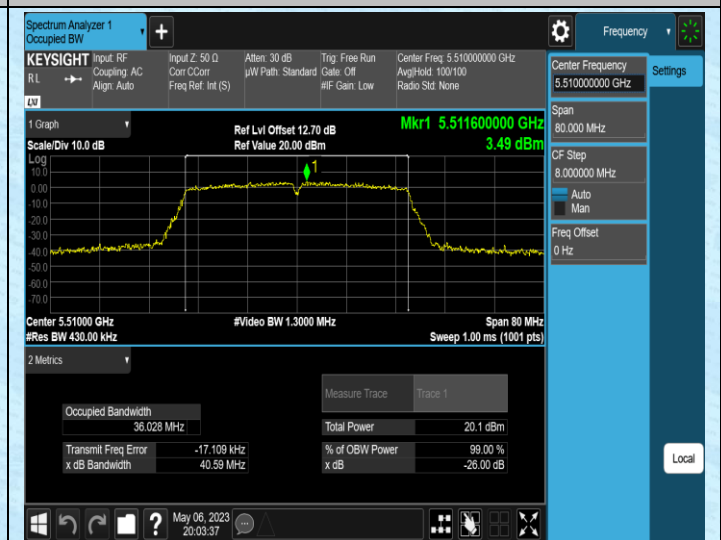 Spectrum Analyzer 1
Occupied BW
+
Frequency
KEYSIGHT
R L
LXI
Input: RF
Coupling: AC
Align: Auto
Input Z: 50 Ω
Corr CCorr
Freq Ref: Int (S)
Atten: 30 dB
µW Path: Standard
Trig: Free Run
Gate: Off
#IF Gain: Low
Center Freq: 5.510000000 GHz
Avg|Hold: 100/100
Radio Std: None
Center Frequency
5.510000000 GHz
Settings
Span
80.000 MHz
CF Step
8.000000 MHz
Auto
Man
Freq Offset
0 Hz
1 Graph
Scale/Div 10.0 dB
Ref Lvl Offset 12.70 dB
Ref Value 20.00 dBm
Mkr1 5.511600000 GHz
3.49 dBm
Log
10.0
0.00
-10.0
-20.0
-30.0
-40.0
-50.0
-60.0
-70.0
1
Center 5.51000 GHz
#Res BW 430.00 kHz
#Video BW 1.3000 MHz
Span 80 MHz
Sweep 1.00 ms (1001 pts)
2 Metrics
Measure Trace Trace 1
Occupied Bandwidth
36.028 MHz
Total Power 20.1 dBm
Transmit Freq Error -17.109 kHz
% of OBW Power 99.00 %
x dB Bandwidth 40.59 MHz
x dB -26.00 dB
Local
?
May 06, 2023
20:03:37